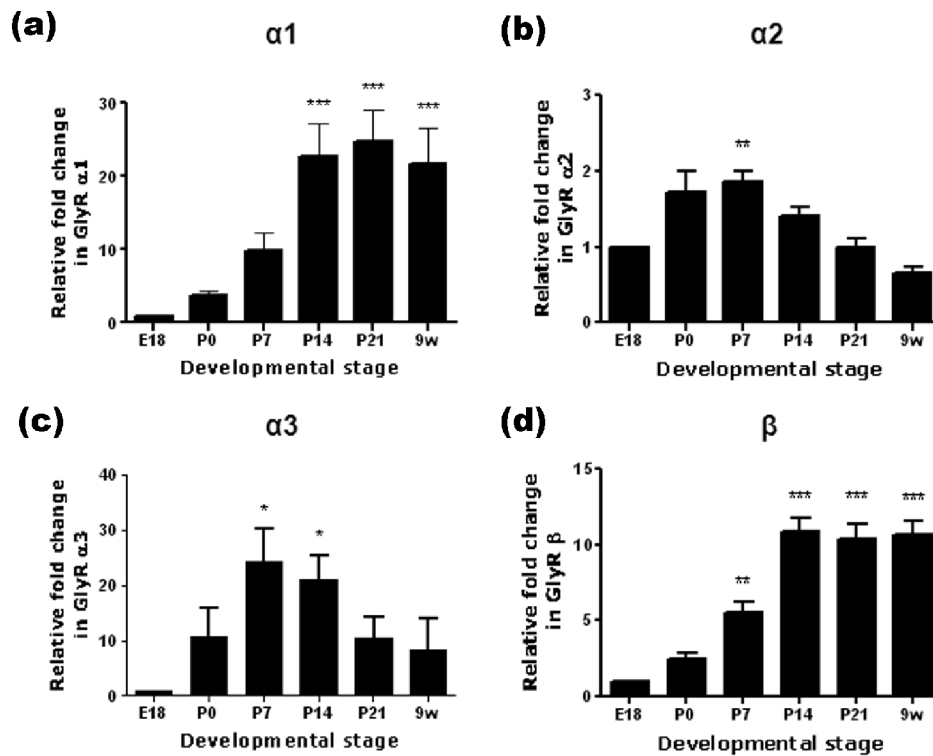 (a)
α1
Relative fold change
in GlyR α1
30
20
10
0
***
***
***
E18 P0 P7 P14 P21 9w
Developmental stage
(b)
α2
Relative fold change
in GlyR α2
3
2
1
0
**
E18 P0 P7 P14 P21 9w
Developmental stage
(c)
α3
Relative fold change
in GlyR α3
40
30
20
10
0
*
*
E18 P0 P7 P14 P21 9w
Developmental stage
(d)
β
Relative fold change
in GlyR β
15
10
5
0
**
***
***
***
E18 P0 P7 P14 P21 9w
Developmental stage